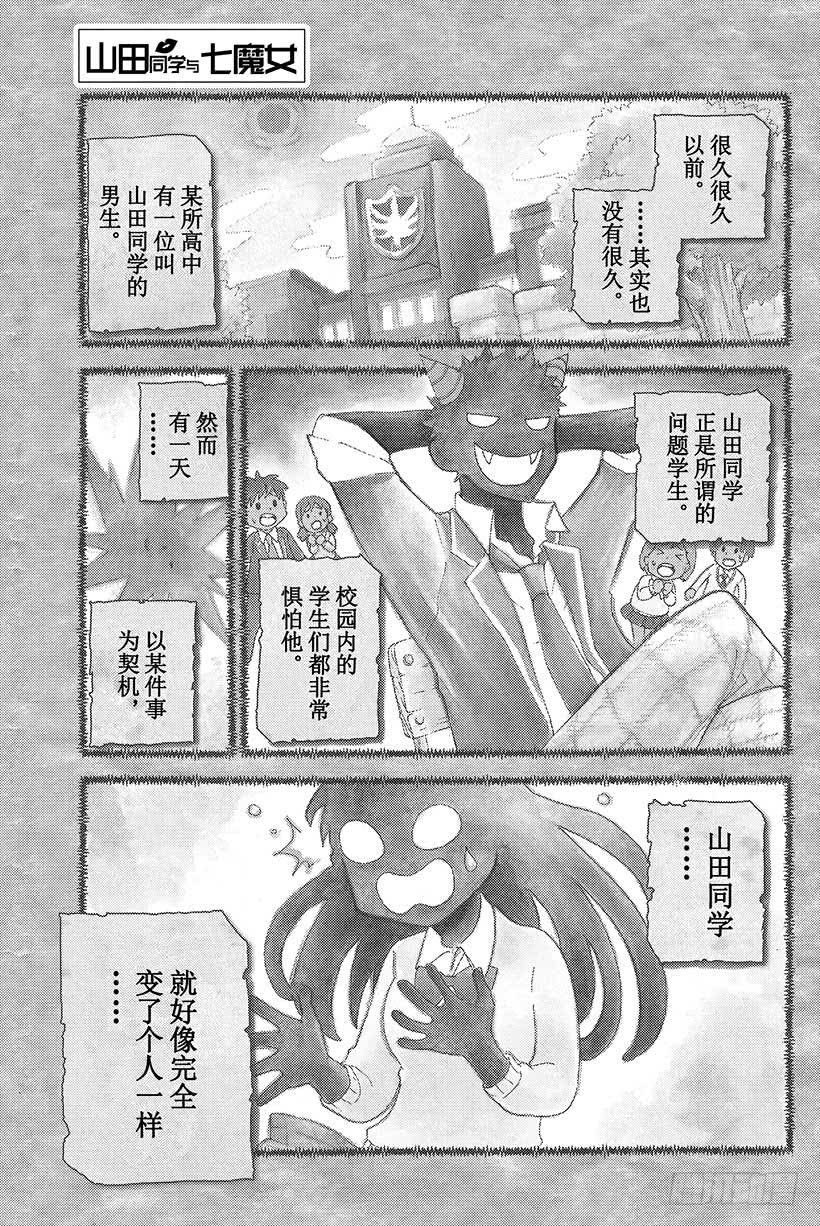 山田同学与七魔女
很久很久
以前。
……其实也
没有很久。
某所高中
有一位叫
山田同学的
男生。
山田同学
正是所谓的
问题学生。
校园内的
学生们都非常
惧怕他。
然而
有一天
……
以某件事
为契机，
山田同学
……
就好像完全
变了个人一样
……